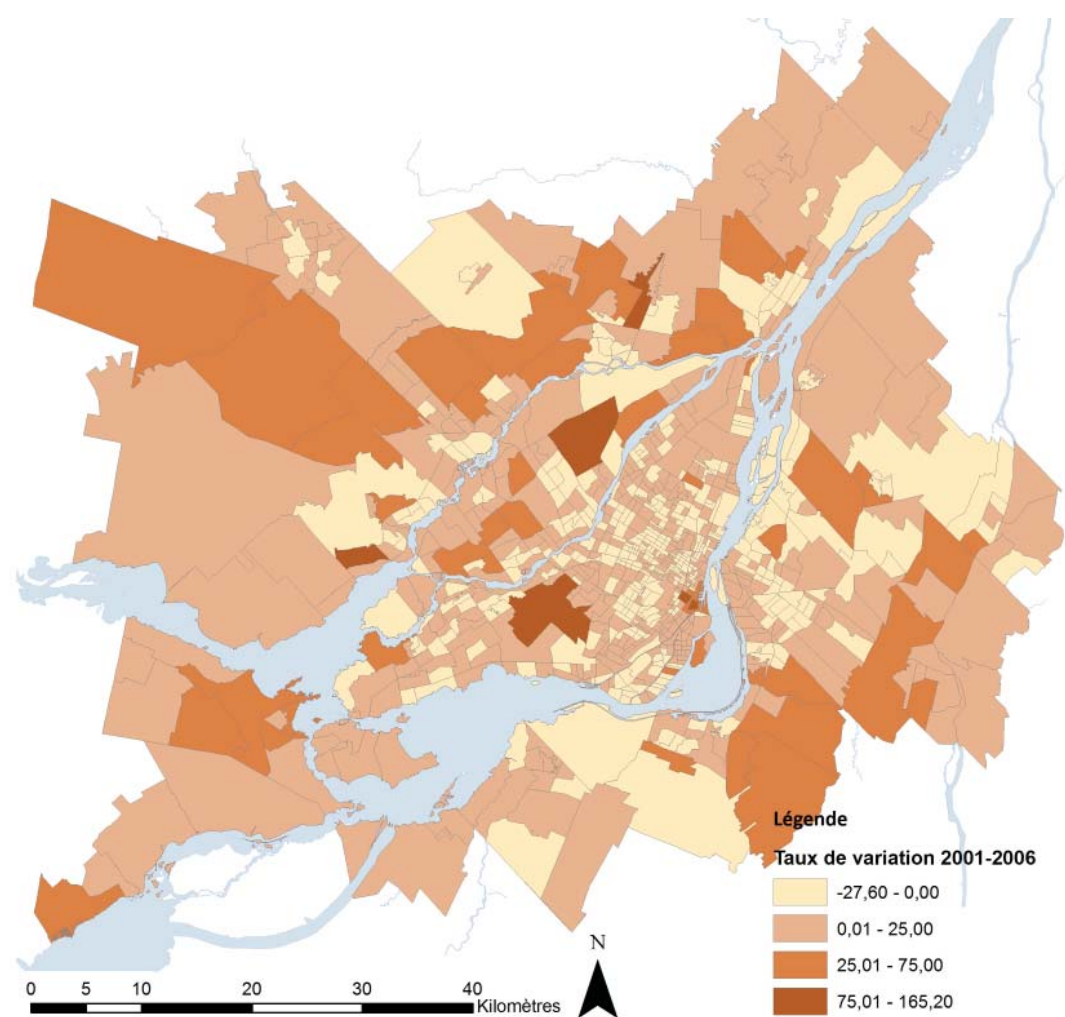 Légende
Taux de variation 2001-2006
-27,60 - 0,00
0,01 - 25,00
25,01 - 75,00
75,01 - 165,20
N
0 5 10 20 30 40
Kilomètres